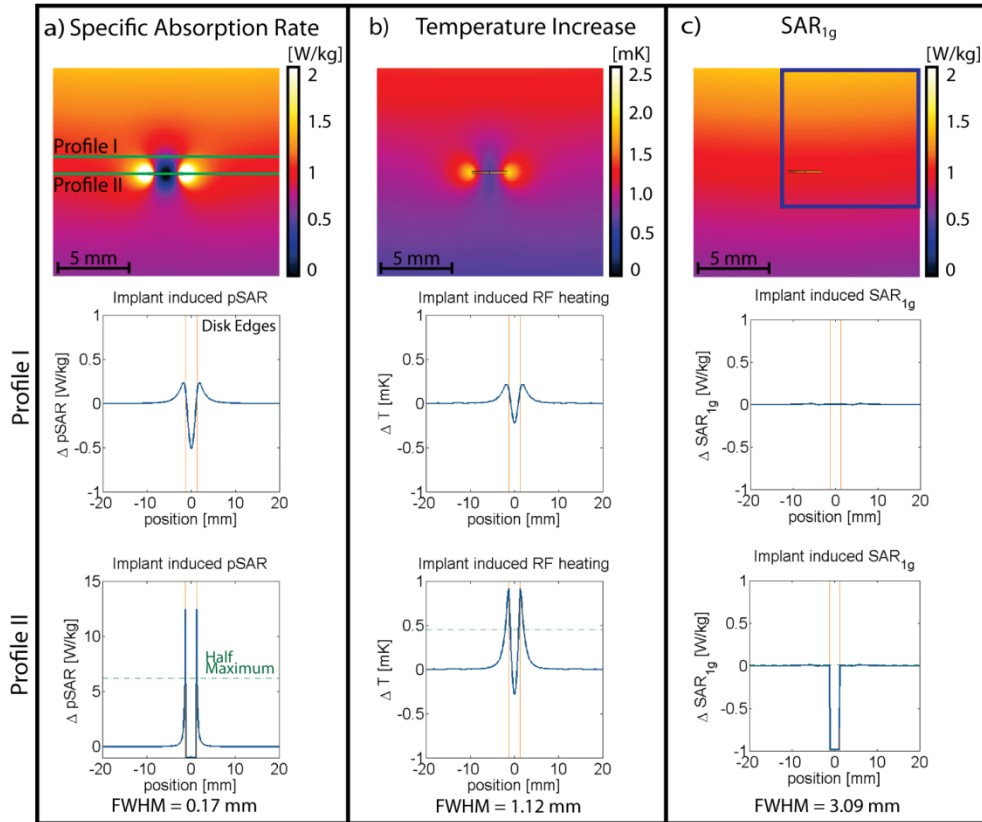 a) Specific Absorption Rate
[W/kg]
2
1.5
1
0.5
0
Profile I
Profile II
5 mm
b) Temperature Increase
[mK]
2.5
2.0
1.5
1.0
0.5
0
5 mm
c) SAR1g
[W/kg]
2
1.5
1
0.5
0
5 mm
Profile I
Implant induced pSAR
Disk Edges
Δ pSAR [W/kg]
1
0.5
0
-0.5
-1
-20 -10 0 10 20
position [mm]
Implant induced RF heating
Δ T [mK]
1
0.5
0
-0.5
-1
-20 -10 0 10 20
position [mm]
Implant induced SAR1g
Δ SAR1g [W/kg]
1
0.5
0
-0.5
-1
-20 -10 0 10 20
position [mm]
Profile II
Implant induced pSAR
Δ pSAR [W/kg]
15
10
5
0
Half
Maximum
-20 -10 0 10 20
position [mm]
FWHM = 0.17 mm
Implant induced RF heating
Δ T [mK]
1
0.5
0
-0.5
-1
-20 -10 0 10 20
position [mm]
FWHM = 1.12 mm
Implant induced SAR1g
Δ SAR1g [W/kg]
1
0.5
0
-0.5
-1
-20 -10 0 10 20
position [mm]
FWHM = 3.09 mm